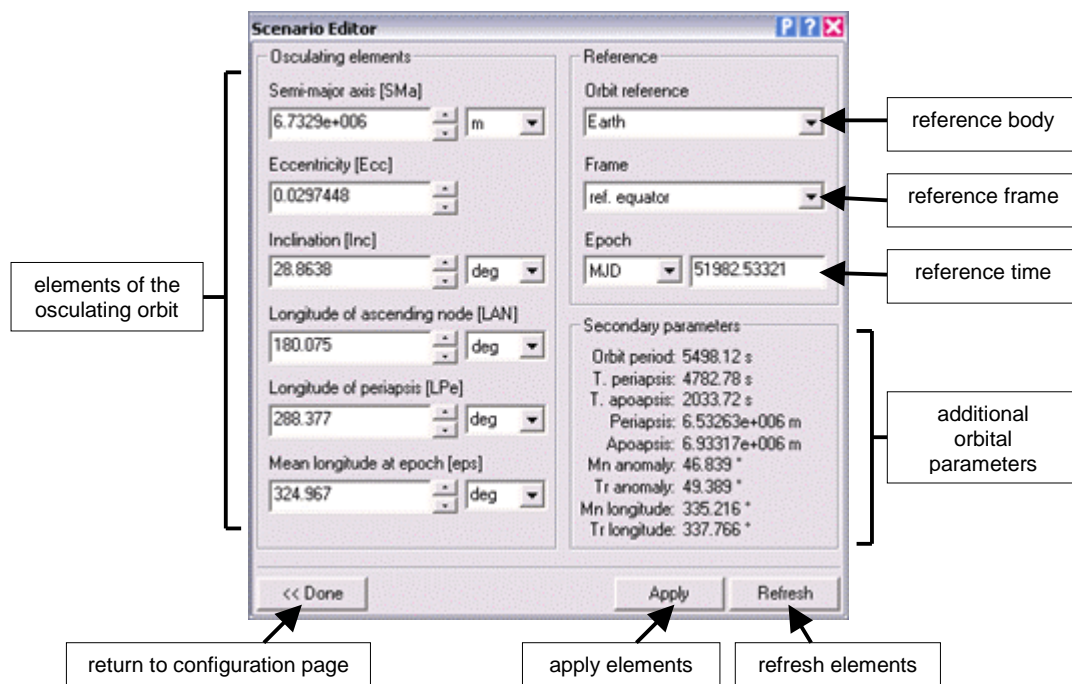 Scenario Editor
P ? X
Osculating elements
Semi-major axis [SMa]
6.7329e+006 m
Eccentricity [Ecc]
0.0297448
Inclination [Inc]
28.8638 deg
Longitude of ascending node [LAN]
180.075 deg
Longitude of periapsis [LPe]
288.377 deg
Mean longitude at epoch [eps]
324.967 deg
Reference
Orbit reference
Earth
Frame
ref. equator
Epoch
MJD 51982.53321
Secondary parameters
Orbit period: 5498.12 s
T. periapsis: 4782.78 s
T. apoapsis: 2033.72 s
Periapsis: 6.53263e+006 m
Apoapsis: 6.93317e+006 m
Mn anomaly: 46.839 °
Tr anomaly: 49.389 °
Mn longitude: 335.216 °
Tr longitude: 337.766 °
<< Done
Apply
Refresh
elements of the
osculating orbit
reference body
reference frame
reference time
additional
orbital
parameters
return to configuration page
apply elements
refresh elements